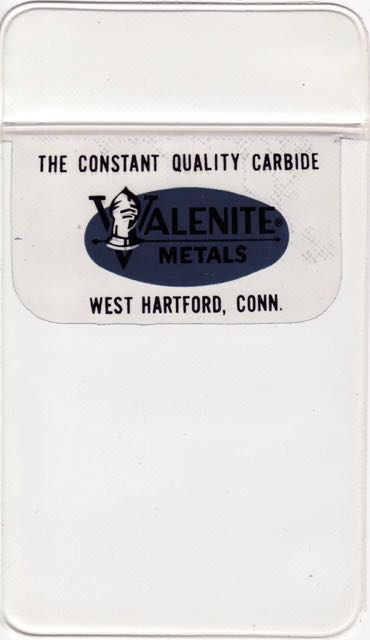 THE CONSTANT QUALITY CARBIDE
VALENITE®
METALS
WEST HARTFORD, CONN.